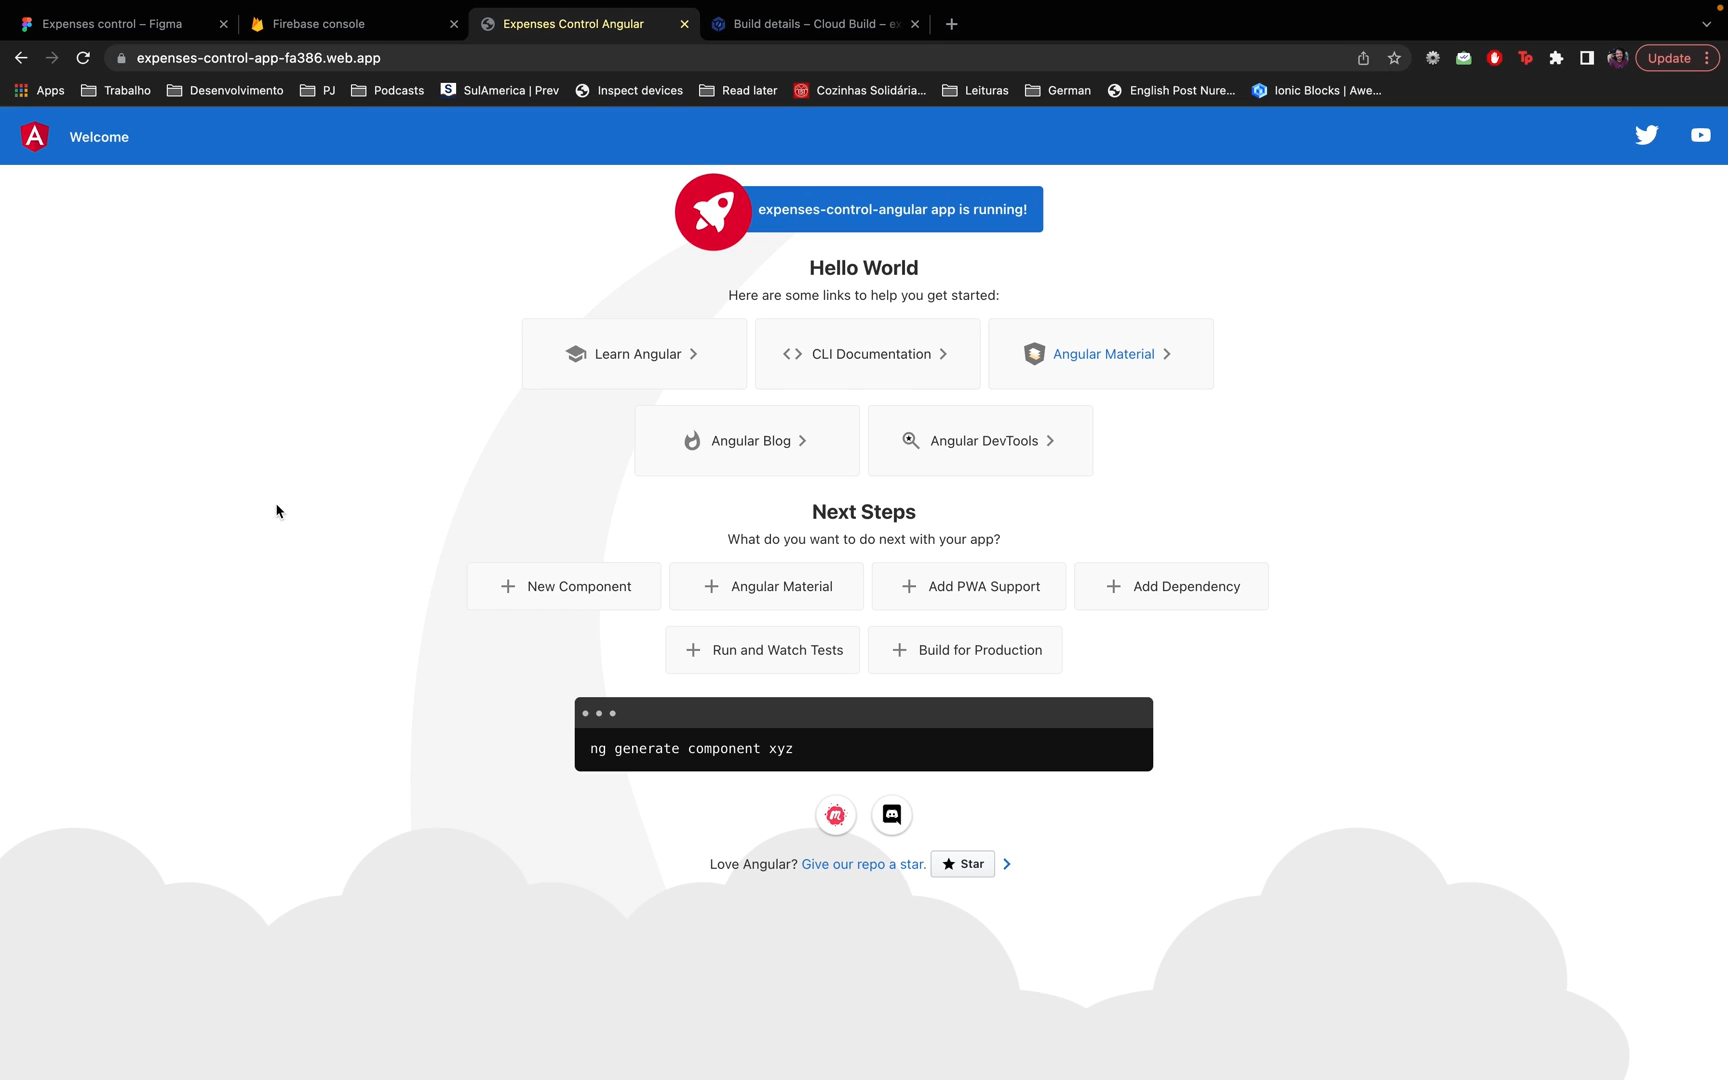 Expenses control – Figma
Firebase console
Expenses Control Angular
Build details – Cloud Build – ex
expenses-control-app-fa386.web.app
Update
Apps
Trabalho
Desenvolvimento
PJ
Podcasts
SulAmerica | Prev
Inspect devices
Read later
Cozinhas Solidária...
Leituras
German
English Post Nure...
Ionic Blocks | Awe...
Welcome
expenses-control-angular app is running!
Hello World
Here are some links to help you get started:
Learn Angular
CLI Documentation
Angular Material
Angular Blog
Angular DevTools
Next Steps
What do you want to do next with your app?
New Component
Angular Material
Add PWA Support
Add Dependency
Run and Watch Tests
Build for Production
ng generate component xyz
Love Angular? Give our repo a star. Star